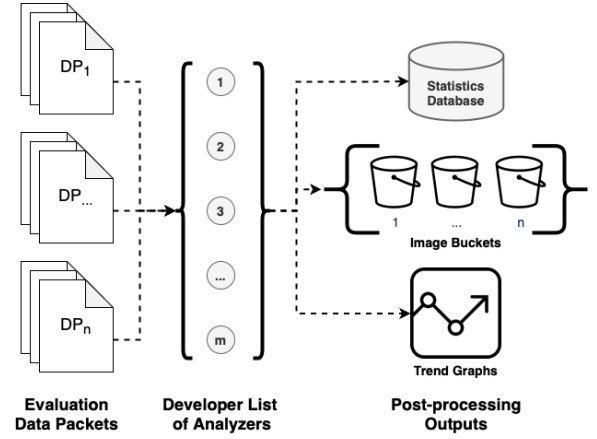 DP1
DP...
DPn
1
2
3
...
m
Statistics
Database
1 ... n
Image Buckets
Trend Graphs
Evaluation
Data Packets
Developer List
of Analyzers
Post-processing
Outputs